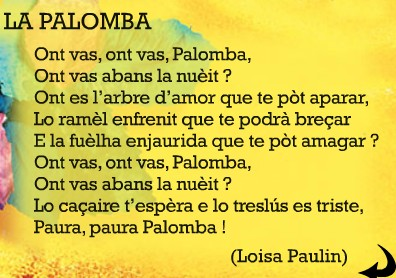 LA PALOMBA
Ont vas, ont vas, Palomba,
Ont vas abans la nuèit ?
Ont es l'arbre d'amor que te pòt aparar,
Lo ramèl enfrenit que te podrà breçar
E la fuèlha enjaurida que te pòt amagar ?
Ont vas, ont vas, Palomba,
Ont vas abans la nuèit ?
Lo caçaire t'espèra e lo treslús es triste,
Paura, paura Palomba !
(Loisa Paulin)